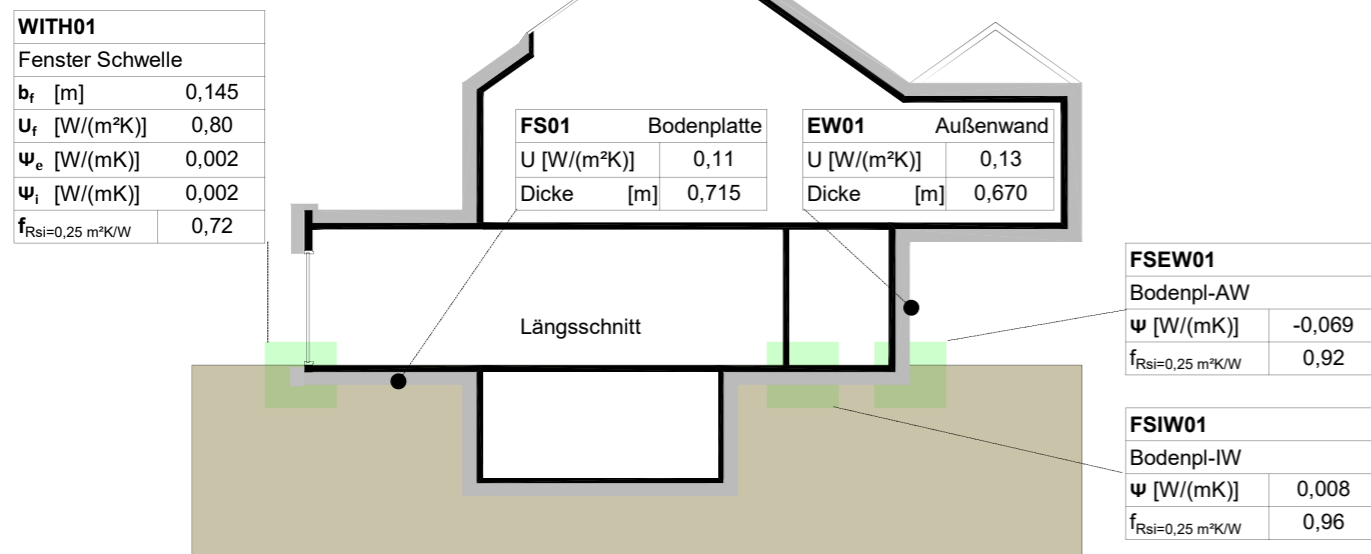 WITH01
Fenster Schwelle
bf [m] 0,145
Uf [W/(m²K)] 0,80
Ψe [W/(mK)] 0,002
Ψi [W/(mK)] 0,002
fRsi=0,25 m²K/W 0,72
FS01 Bodenplatte
U [W/(m²K)] 0,11
Dicke [m] 0,715
EW01 Außenwand
U [W/(m²K)] 0,13
Dicke [m] 0,670
Längsschnitt
FSEW01
Bodenpl-AW
Ψ [W/(mK)] -0,069
fRsi=0,25 m²K/W 0,92
FSIW01
Bodenpl-IW
Ψ [W/(mK)] 0,008
fRsi=0,25 m²K/W 0,96